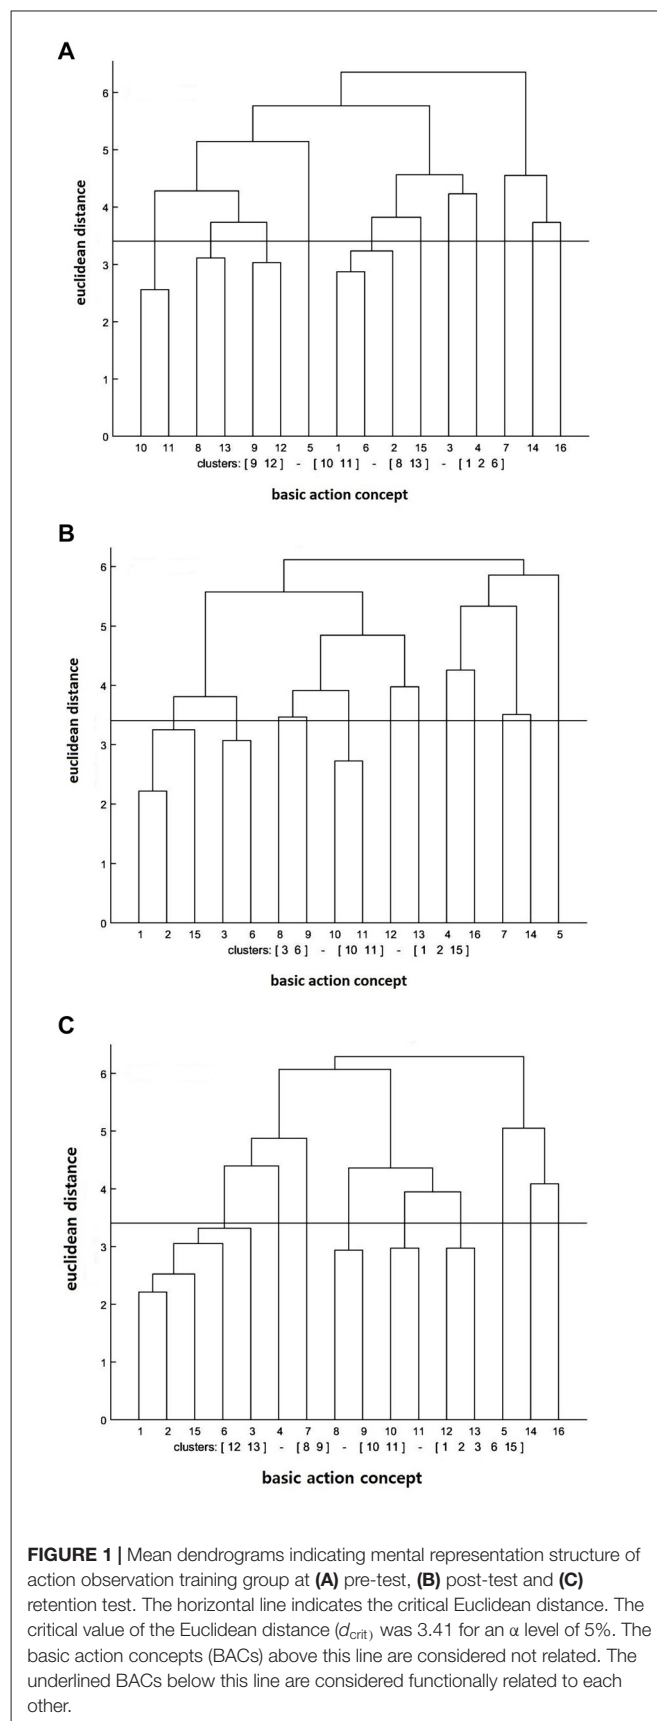 A
6
5
4
3
2
1
0
euclidean distance
10 11 8 13 9 12 5 1 6 2 15 3 4 7 14 16
clusters: [ 9 12 ] - [ 10 11 ] - [ 8 13 ] - [ 1 2 6 ]
basic action concept
B
6
5
4
3
2
1
0
euclidean distance
1 2 15 3 6 8 9 10 11 12 13 4 16 7 14 5
clusters: [ 3 6 ] - [ 10 11 ] - [ 1 2 15 ]
basic action concept
C
6
5
4
3
2
1
0
euclidean distance
1 2 15 6 3 4 7 8 9 10 11 12 13 5 14 16
clusters: [ 12 13 ] - [ 8 9 ] - [ 10 11 ] - [ 1 2 3 6 15 ]
basic action concept
FIGURE 1 | Mean dendrograms indicating mental representation structure of
action observation training group at (A) pre-test, (B) post-test and (C)
retention test. The horizontal line indicates the critical Euclidean distance. The
critical value of the Euclidean distance (dcrit) was 3.41 for an α level of 5%. The
basic action concepts (BACs) above this line are considered not related. The
underlined BACs below this line are considered functionally related to each
other.